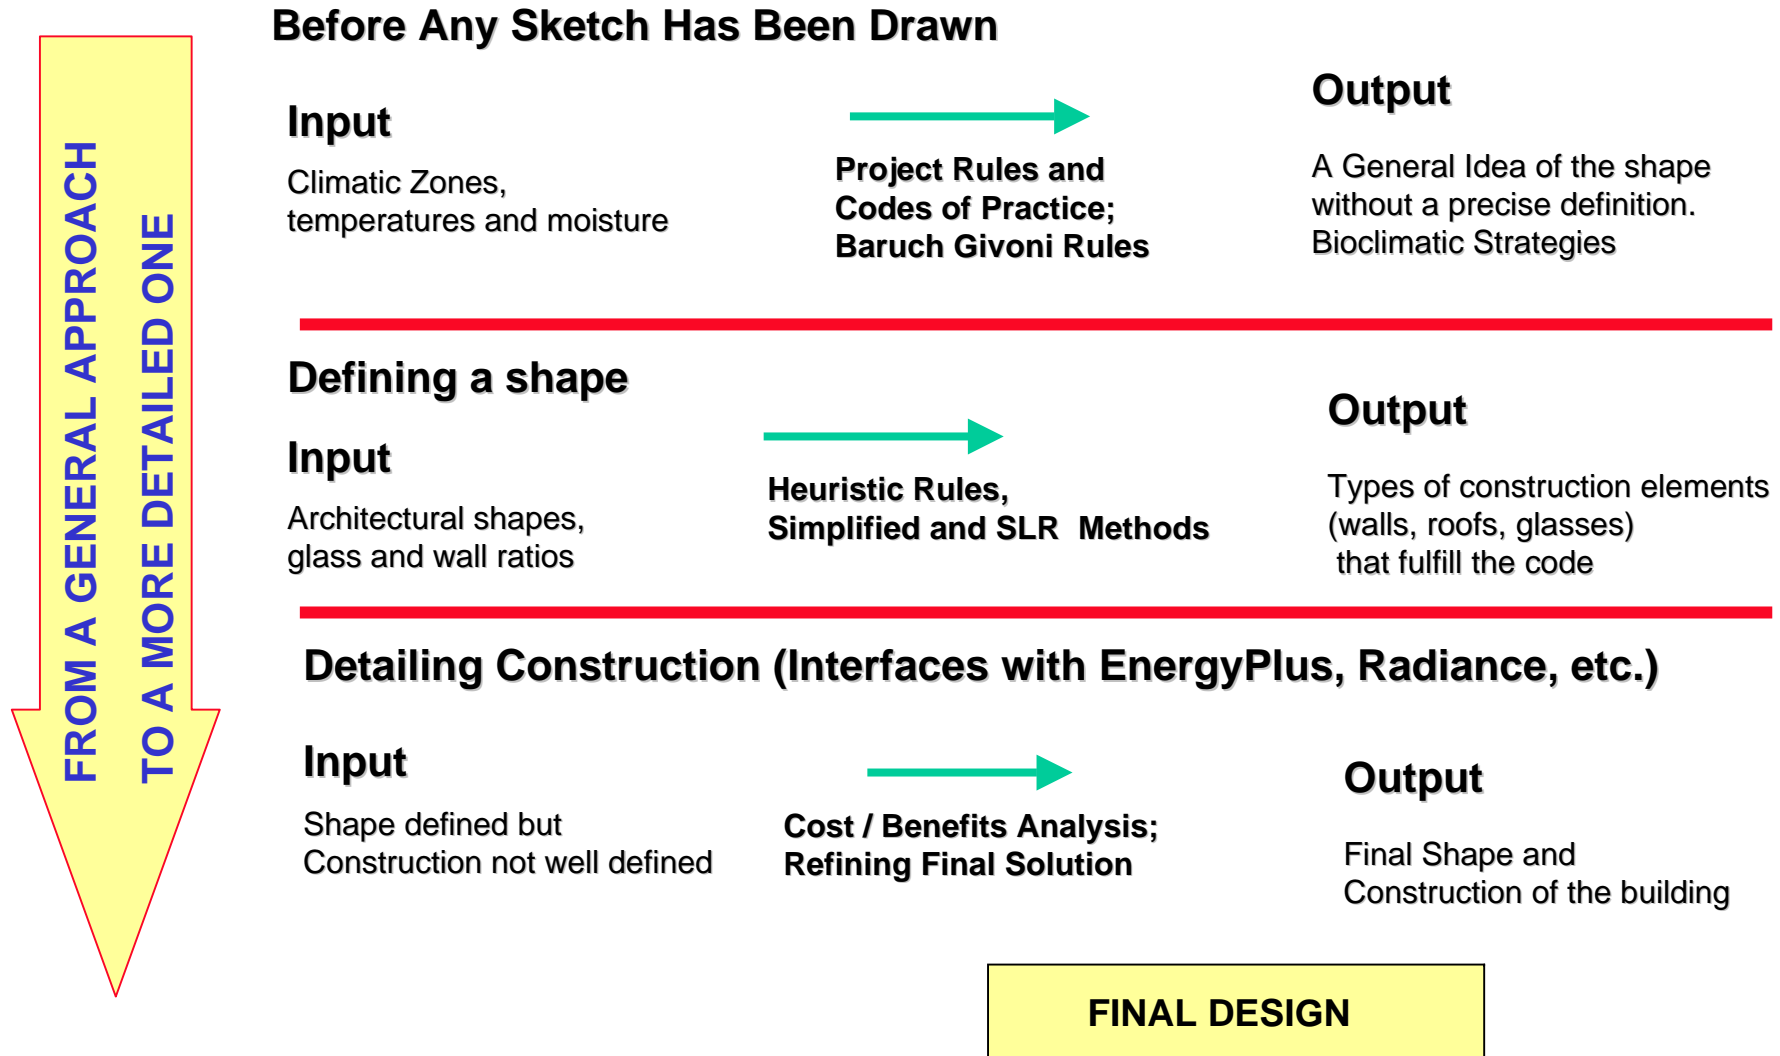 FROM A GENERAL APPROACH
TO A MORE DETAILED ONE
Before Any Sketch Has Been Drawn
Input
Climatic Zones,
temperatures and moisture
Project Rules and
Codes of Practice;
Baruch Givoni Rules
Output
A General Idea of the shape
without a precise definition.
Bioclimatic Strategies
Defining a shape
Input
Architectural shapes,
glass and wall ratios
Heuristic Rules,
Simplified and SLR Methods
Output
Types of construction elements
(walls, roofs, glasses)
that fulfill the code
Detailing Construction (Interfaces with EnergyPlus, Radiance, etc.)
Input
Shape defined but
Construction not well defined
Cost / Benefits Analysis;
Refining Final Solution
Output
Final Shape and
Construction of the building
FINAL DESIGN